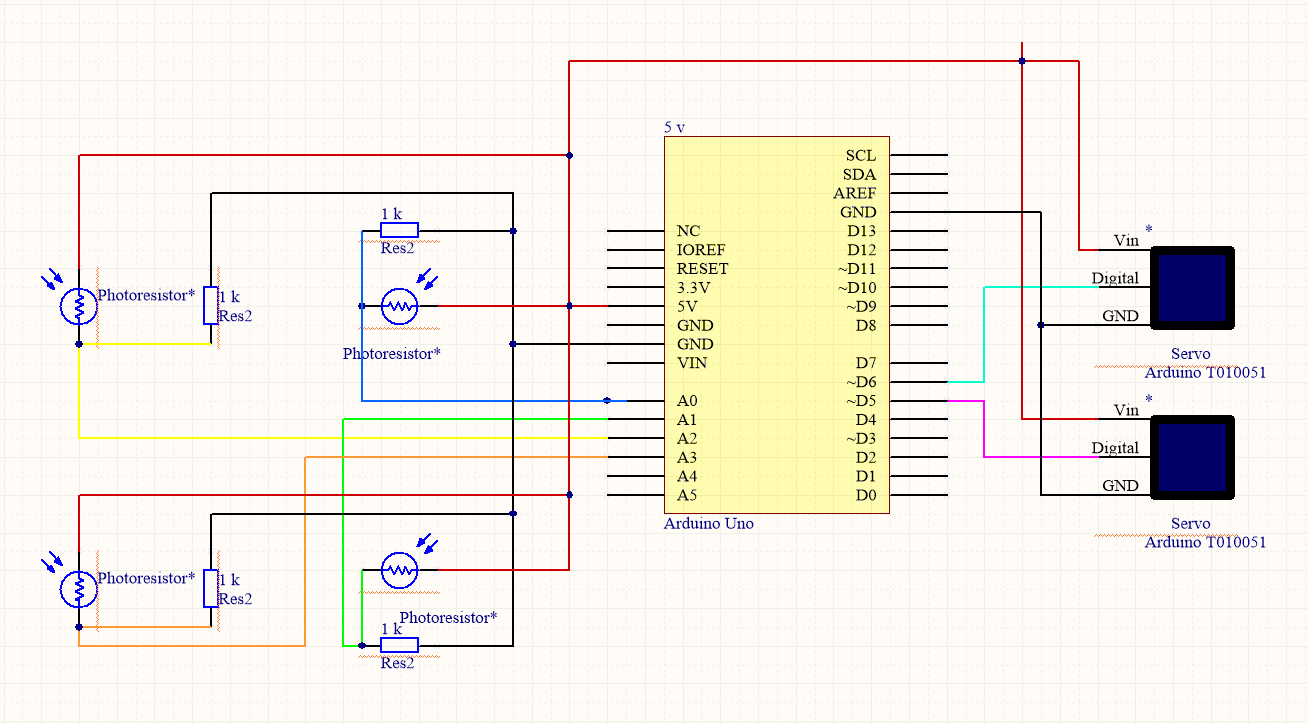 5 v
SCL
SDA
AREF
GND
NC
D13
IOREF
D12
RESET
~D11
3.3V
~D10
5V
~D9
GND
D8
GND
VIN
D7
~D6
A0
~D5
A1
D4
A2
~D3
A3
D2
A4
D1
A5
D0
Arduino Uno
1 k
Res2
Photoresistor*
Photoresistor*
1 k
Res2
Photoresistor*
1 k
Res2
Photoresistor*
1 k
Res2
*
Vin
Digital
GND
Servo
Arduino T010051
*
Vin
Digital
GND
Servo
Arduino T010051